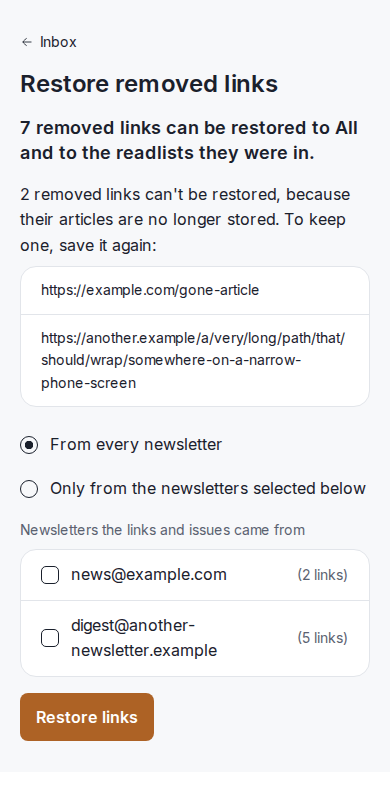 ← Inbox
Restore removed links
7 removed links can be restored to All
and to the readlists they were in.
2 removed links can't be restored, because
their articles are no longer stored. To keep
one, save it again:
https://example.com/gone-article
https://another.example/a/very/long/path/that/
should/wrap/somewhere-on-a-narrow-
phone-screen
From every newsletter
Only from the newsletters selected below
Newsletters the links and issues came from
news@example.com (2 links)
digest@another-
newsletter.example (5 links)
Restore links